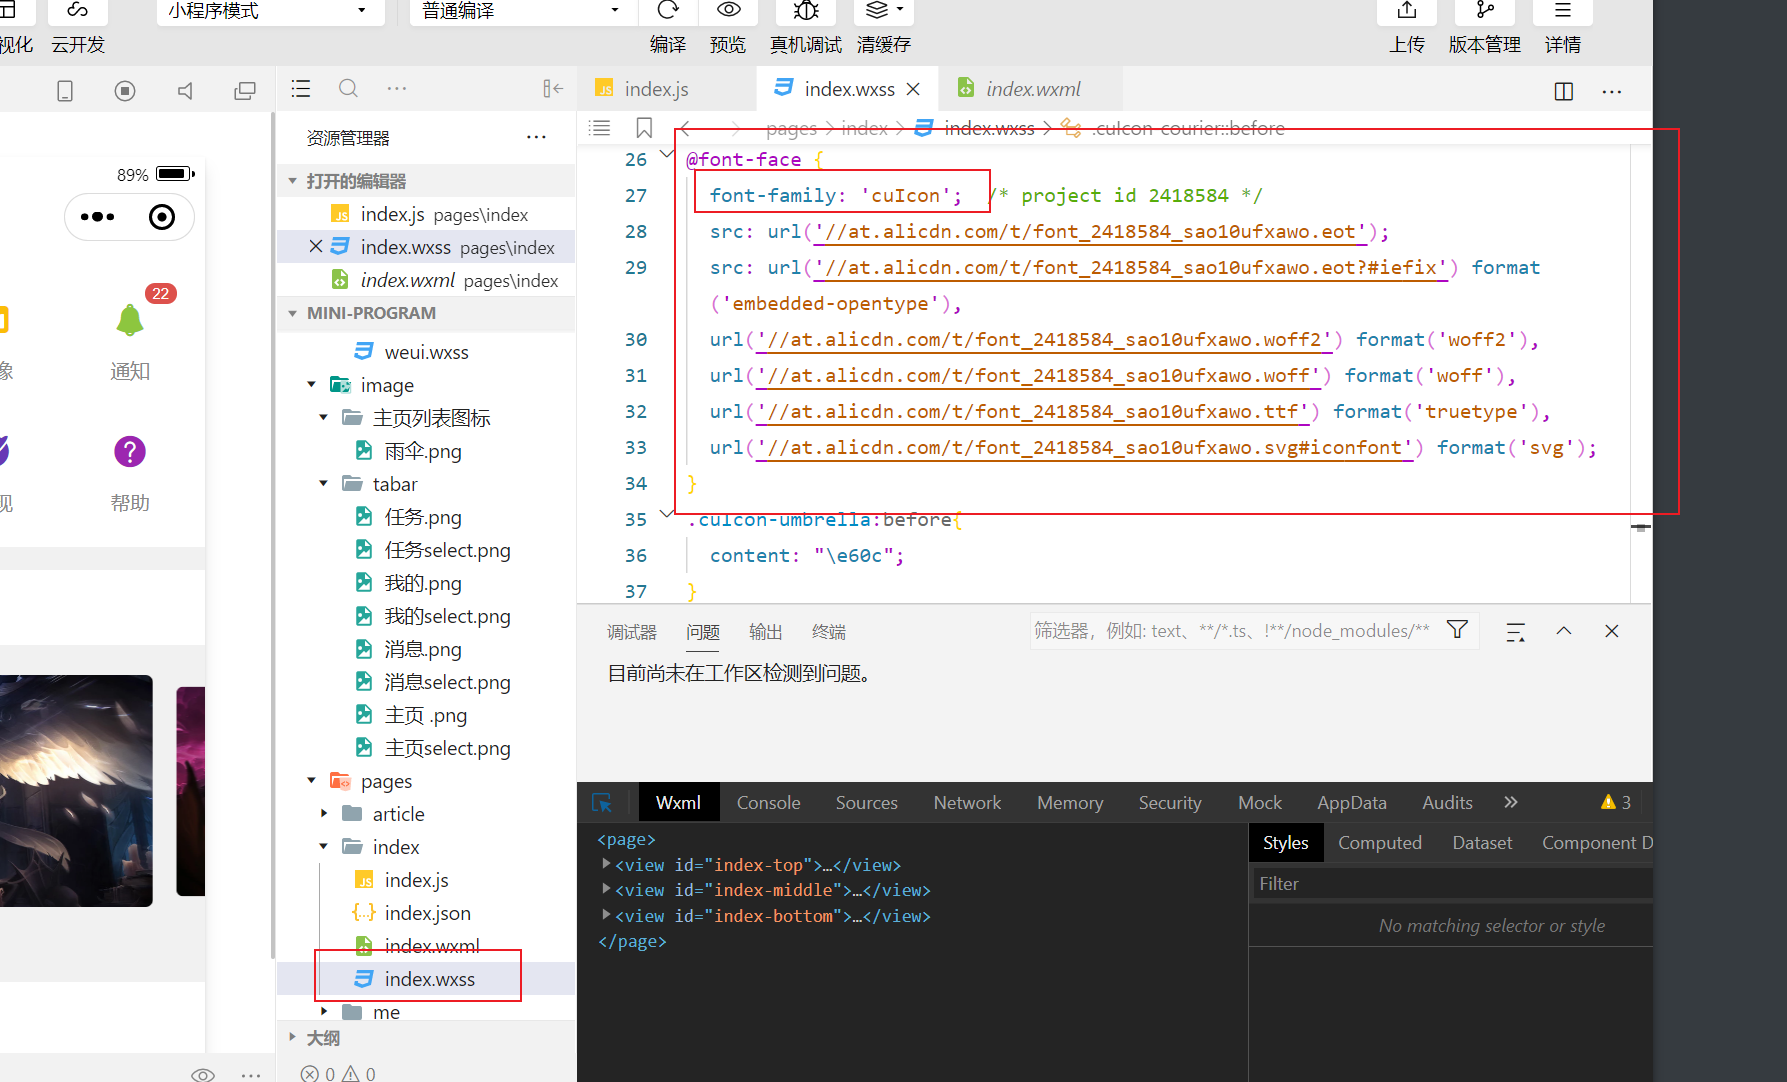 小程序模式
普通编译
视化
云开发
编译
预览
真机调试
清缓存
上传
版本管理
详情
index.js
index.wxss
index.wxml
资源管理器
pages > index > index.wxss > .cuIcon-courier::before
打开的编辑器
index.js pages\index
index.wxss pages\index
index.wxml pages\index
MINI-PROGRAM
weui.wxss
image
主页列表图标
雨伞.png
tabar
任务.png
任务select.png
我的.png
我的select.png
消息.png
消息select.png
主页 .png
主页select.png
pages
article
index
index.js
index.json
index.wxml
index.wxss
me
大纲
0 0
89%
22
像
通知
现
帮助
26 @font-face {
27 font-family: 'cuIcon'; /* project id 2418584 */
28 src: url('//at.alicdn.com/t/font_2418584_sao10ufxawo.eot');
29 src: url('//at.alicdn.com/t/font_2418584_sao10ufxawo.eot?#iefix') format
('embedded-opentype'),
30 url('//at.alicdn.com/t/font_2418584_sao10ufxawo.woff2') format('woff2'),
31 url('//at.alicdn.com/t/font_2418584_sao10ufxawo.woff') format('woff'),
32 url('//at.alicdn.com/t/font_2418584_sao10ufxawo.ttf') format('truetype'),
33 url('//at.alicdn.com/t/font_2418584_sao10ufxawo.svg#iconfont') format('svg');
34 }
35 .cuIcon-umbrella:before{
36 content: "\e60c";
37 }
调试器 问题 输出 终端
筛选器，例如: text、**/*.ts、!**/node_modules/**
目前尚未在工作区检测到问题。
Wxml Console Sources Network Memory Security Mock AppData Audits » 3
<page>
<view id="index-top">…</view>
<view id="index-middle">…</view>
<view id="index-bottom">…</view>
</page>
Styles Computed Dataset Component D
Filter
No matching selector or style